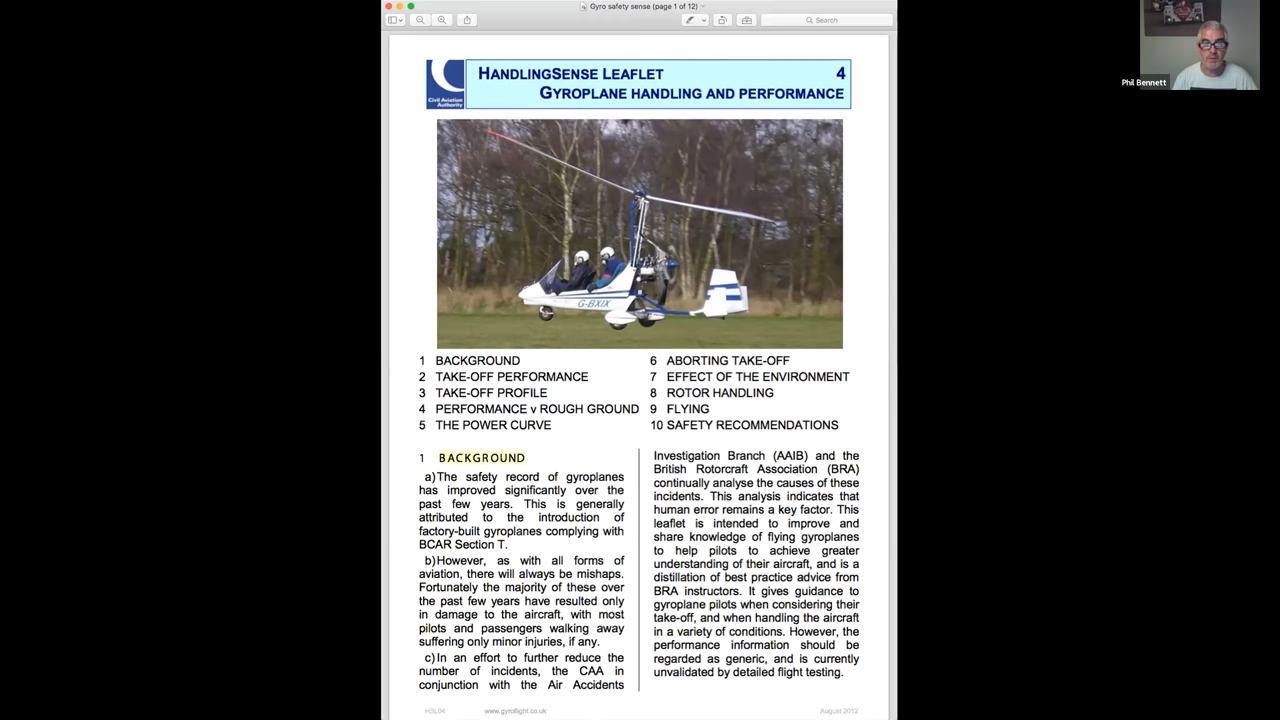 Gyro safety sense (page 1 of 12)
Search
Phil Bennett
Civil Aviation
Authority
HANDLINGSENSE LEAFLET 4
GYROPLANE HANDLING AND PERFORMANCE
G-BXIX
1 BACKGROUND
2 TAKE-OFF PERFORMANCE
3 TAKE-OFF PROFILE
4 PERFORMANCE v ROUGH GROUND
5 THE POWER CURVE
6 ABORTING TAKE-OFF
7 EFFECT OF THE ENVIRONMENT
8 ROTOR HANDLING
9 FLYING
10 SAFETY RECOMMENDATIONS
1 BACKGROUND
a)The safety record of gyroplanes
has improved significantly over the
past few years. This is generally
attributed to the introduction of
factory-built gyroplanes complying with
BCAR Section T.
b)However, as with all forms of
aviation, there will always be mishaps.
Fortunately the majority of these over
the past few years have resulted only
in damage to the aircraft, with most
pilots and passengers walking away
suffering only minor injuries, if any.
c)In an effort to further reduce the
number of incidents, the CAA in
conjunction with the Air Accidents
Investigation Branch (AAIB) and the
British Rotorcraft Association (BRA)
continually analyse the causes of these
incidents. This analysis indicates that
human error remains a key factor. This
leaflet is intended to improve and
share knowledge of flying gyroplanes
to help pilots to achieve greater
understanding of their aircraft, and is a
distillation of best practice advice from
BRA instructors. It gives guidance to
gyroplane pilots when considering their
take-off, and when handling the aircraft
in a variety of conditions. However, the
performance information should be
regarded as generic, and is currently
unvalidated by detailed flight testing.
HSL04 www.gyroflight.co.uk August 2012